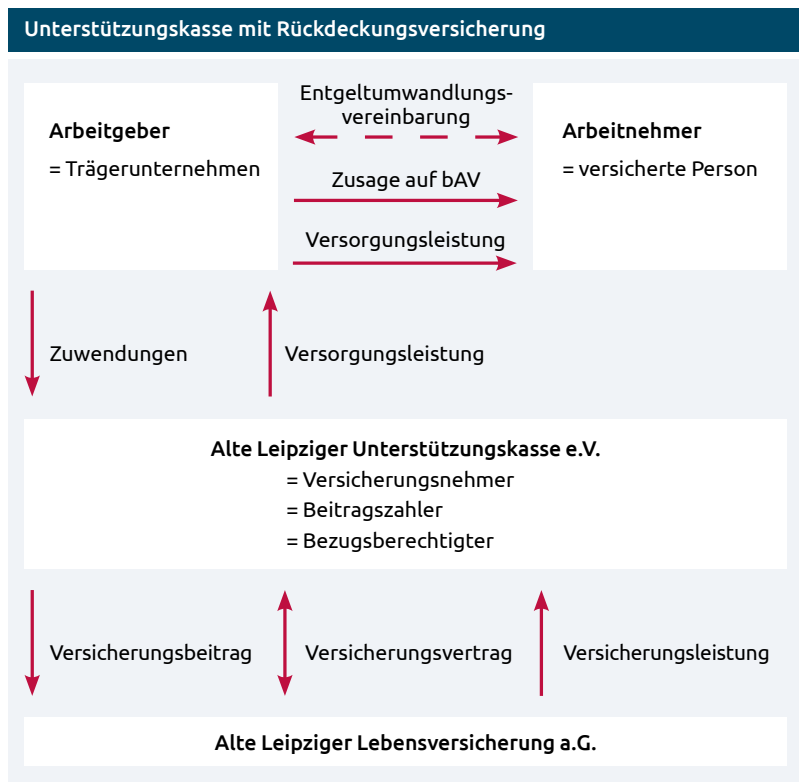 Unterstützungskasse mit Rückdeckungsversicherung
Arbeitgeber
= Trägerunternehmen
Entgeltumwandlungs-
vereinbarung
Zusage auf bAV
Versorgungsleistung
Arbeitnehmer
= versicherte Person
Zuwendungen
Versorgungsleistung
Alte Leipziger Unterstützungskasse e.V.
= Versicherungsnehmer
= Beitragszahler
= Bezugsberechtigter
Versicherungsbeitrag
Versicherungsvertrag
Versicherungsleistung
Alte Leipziger Lebensversicherung a.G.